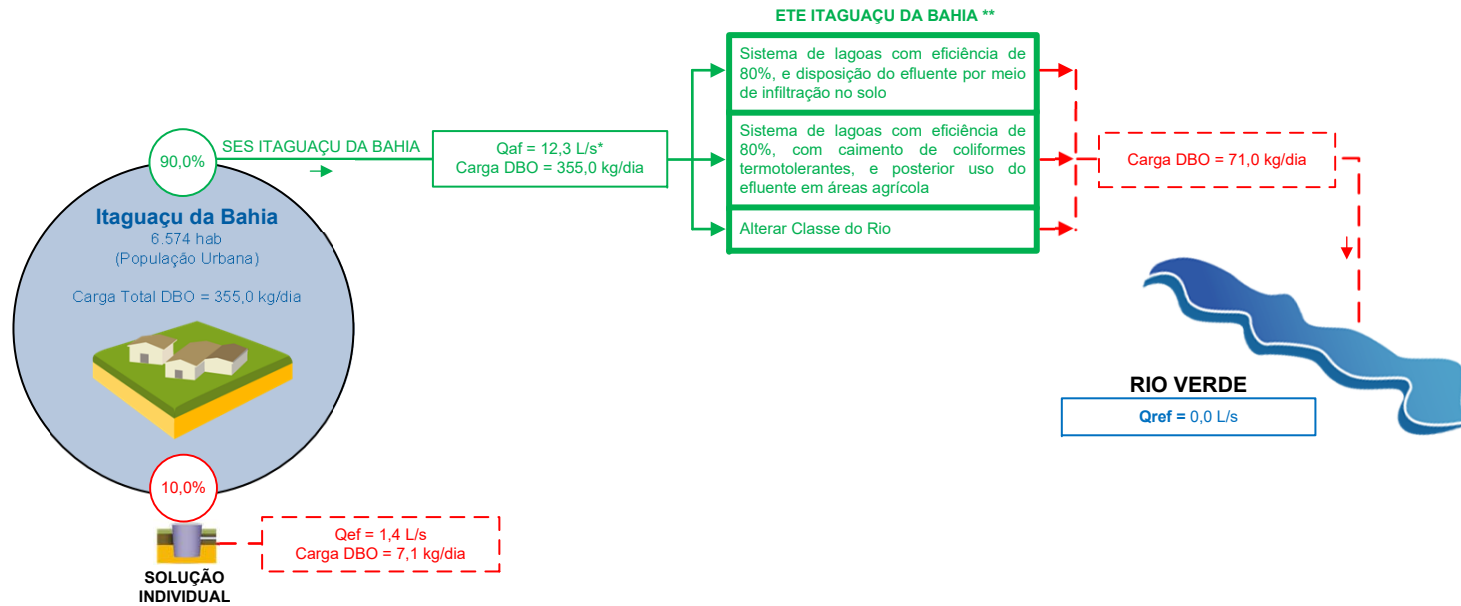 ETE ITAGUAÇU DA BAHIA **
Sistema de lagoas com eficiência de
80%, e disposição do efluente por meio
de infiltração no solo
Sistema de lagoas com eficiência de
80%, com caimento de coliformes
termotolerantes, e posterior uso do
efluente em áreas agrícola
Alterar Classe do Rio
90,0%
SES ITAGUAÇU DA BAHIA
Qaf = 12,3 L/s*
Carga DBO = 355,0 kg/dia
Carga DBO = 71,0 kg/dia
Itaguaçu da Bahia
6.574 hab
(População Urbana)
Carga Total DBO = 355,0 kg/dia
RIO VERDE
Qref = 0,0 L/s
10,0%
Qef = 1,4 L/s
Carga DBO = 7,1 kg/dia
SOLUÇÃO
INDIVIDUAL